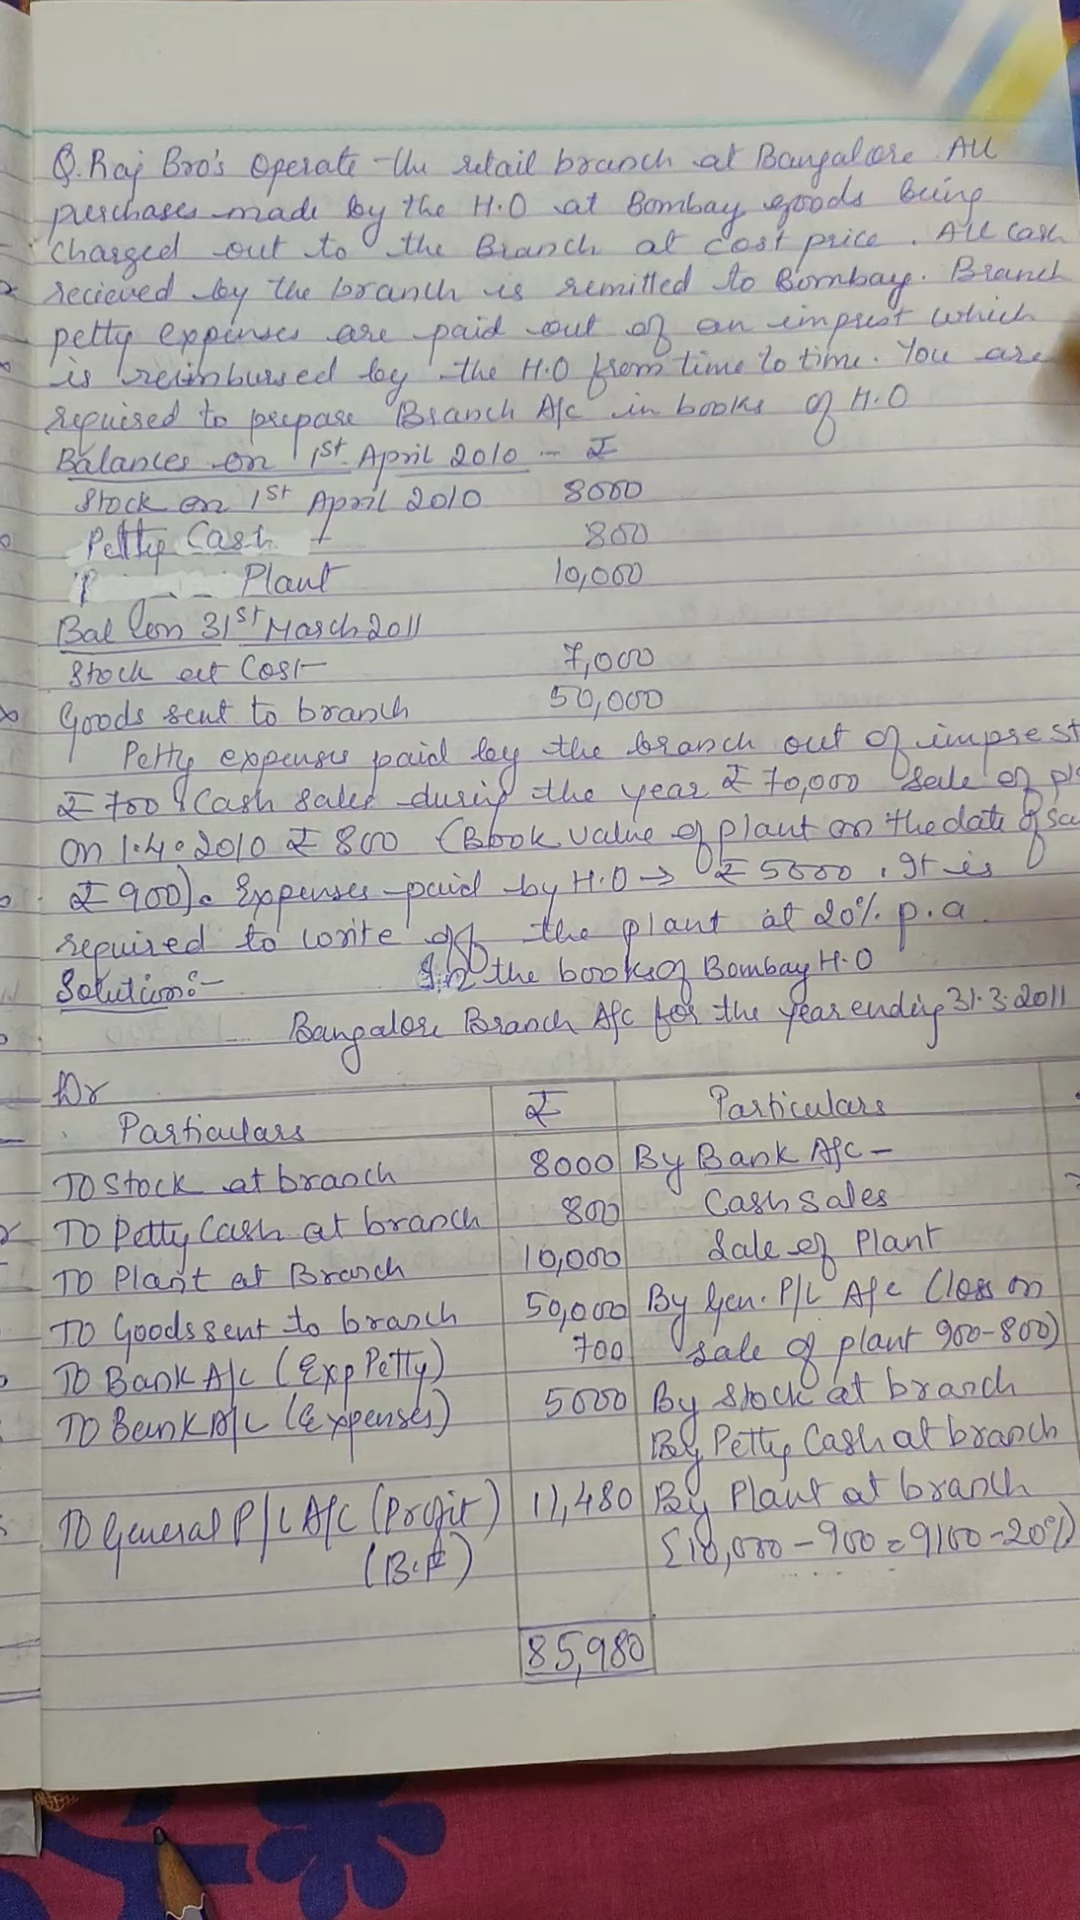 Q. Raj Bro's operate the retail branch at Bangalore. All
purchases made by the H.O at Bombay goods being
charged out to the Branch at cost price. All cash
recieved by the branch is remitted to Bombay. Branch
petty expenses are paid out of an imprest which
is reimbursed by the H.O from time to time. You are
required to prepare Branch A/c in books of H.O
Balances on 1st April 2010 - ₹
Stock on 1st April 2010 8000
Petty Cash 800
Plant 10,000
Bal on 31st March 2011
Stock at Cost 7,000
Goods sent to branch 50,000
Petty expenses paid by the branch out of imprest
₹ 700 Cash sales during the year ₹ 70,000 Sale of
on 1.4.2010 ₹ 800 (Book value of plant on the date of
₹ 900). Expenses paid by H.O → ₹ 5000. It is
required to write off the plant at 20% p.a.
Solution:- In the books of Bombay H.O
Bangalore Branch A/c for the year ending 31.3.2011
Dr
Particulars ₹ Particulars
To Stock at branch 8000 By Bank A/c -
To Petty Cash at branch 800 Cash sales
To Plant at Branch 10,000 Sale of Plant
To Goods sent to branch 50,000 By Gen. P/L A/c (loss on
To Bank A/c (Exp Petty) 700 sale of plant 900-800)
To Bank A/c (Expenses) 5000 By Stock at branch
By Petty Cash at branch
To General P/L A/c (Profit) 11,480 By Plant at branch
(B.F) [10,000 - 900 = 9100 - 20%]
85,980